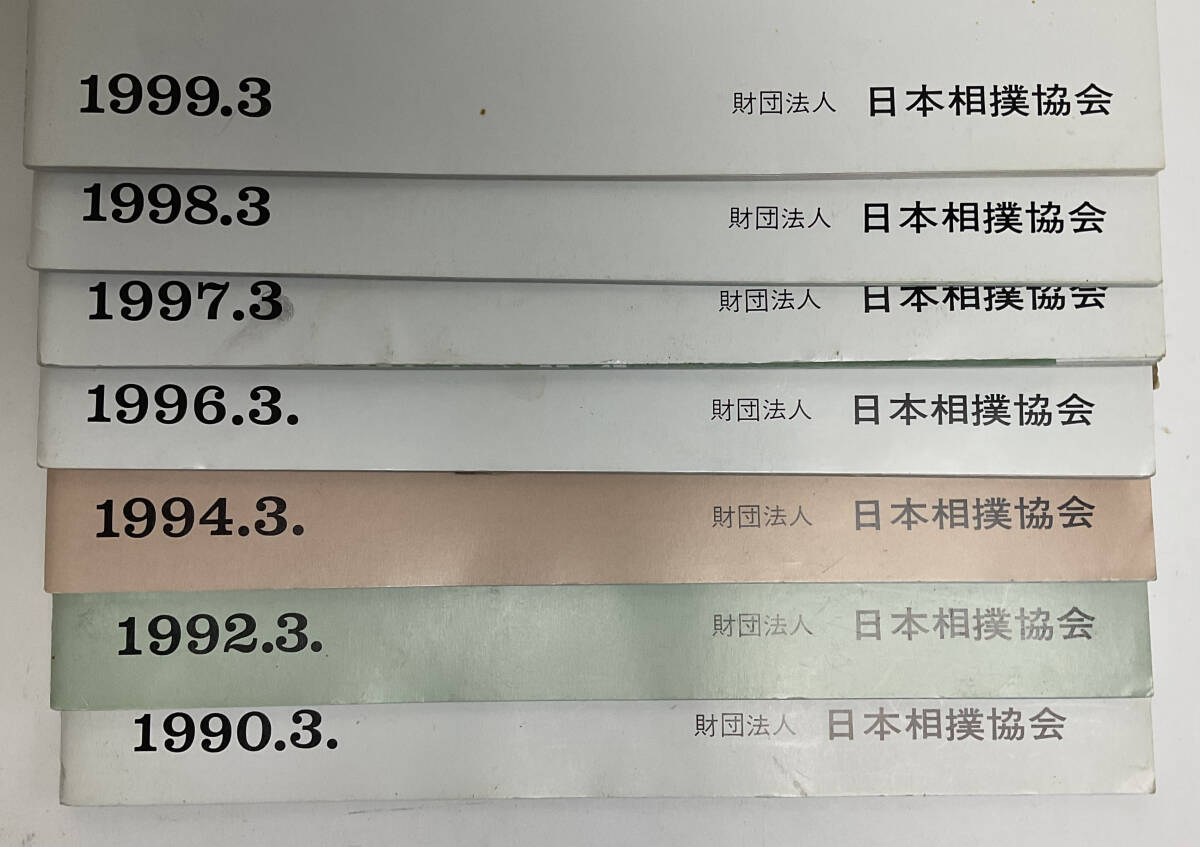 1999.3 財団法人 日本相撲協会
1998.3 財団法人 日本相撲協会
1997.3 財団法人 日本相撲協会
1996.3. 財団法人 日本相撲協会
1994.3. 財団法人 日本相撲協会
1992.3. 財団法人 日本相撲協会
1990.3. 財団法人 日本相撲協会